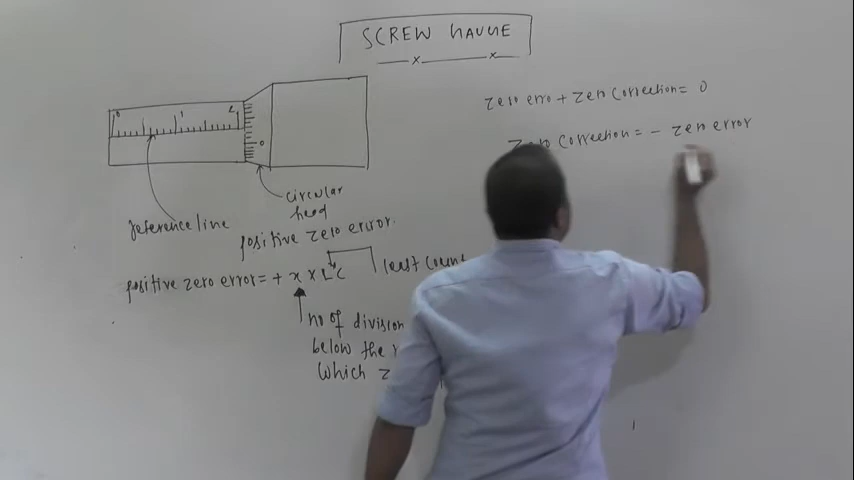 SCREW GAUGE
0 1 2
0
circular
head
reference line
positive zero error.
positive zero error = + x x LC
least count
no of division
below the
which
zero erro + zero correction = 0
zero correction = - zero error